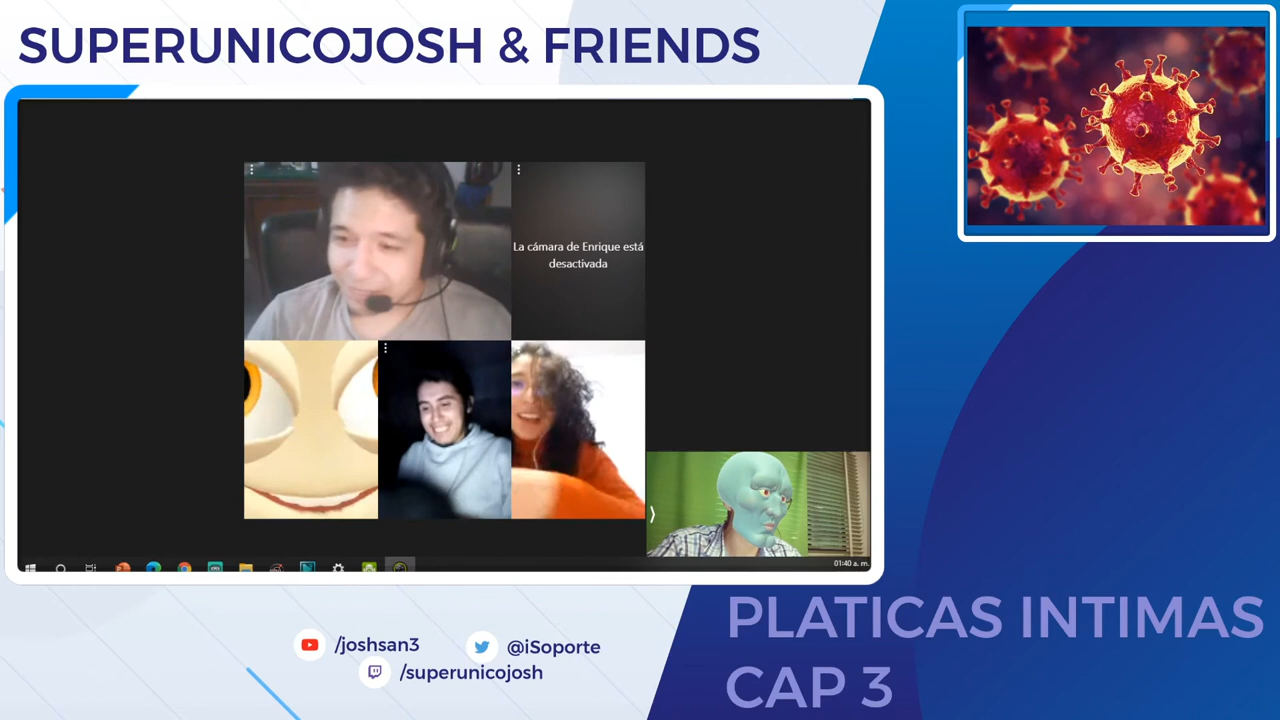 SUPERUNICOJOSH & FRIENDS
La cámara de Enrique está
desactivada
01:40 a. m.
/joshsan3
@iSoporte
/superunicojosh
PLATICAS INTIMAS
CAP 3